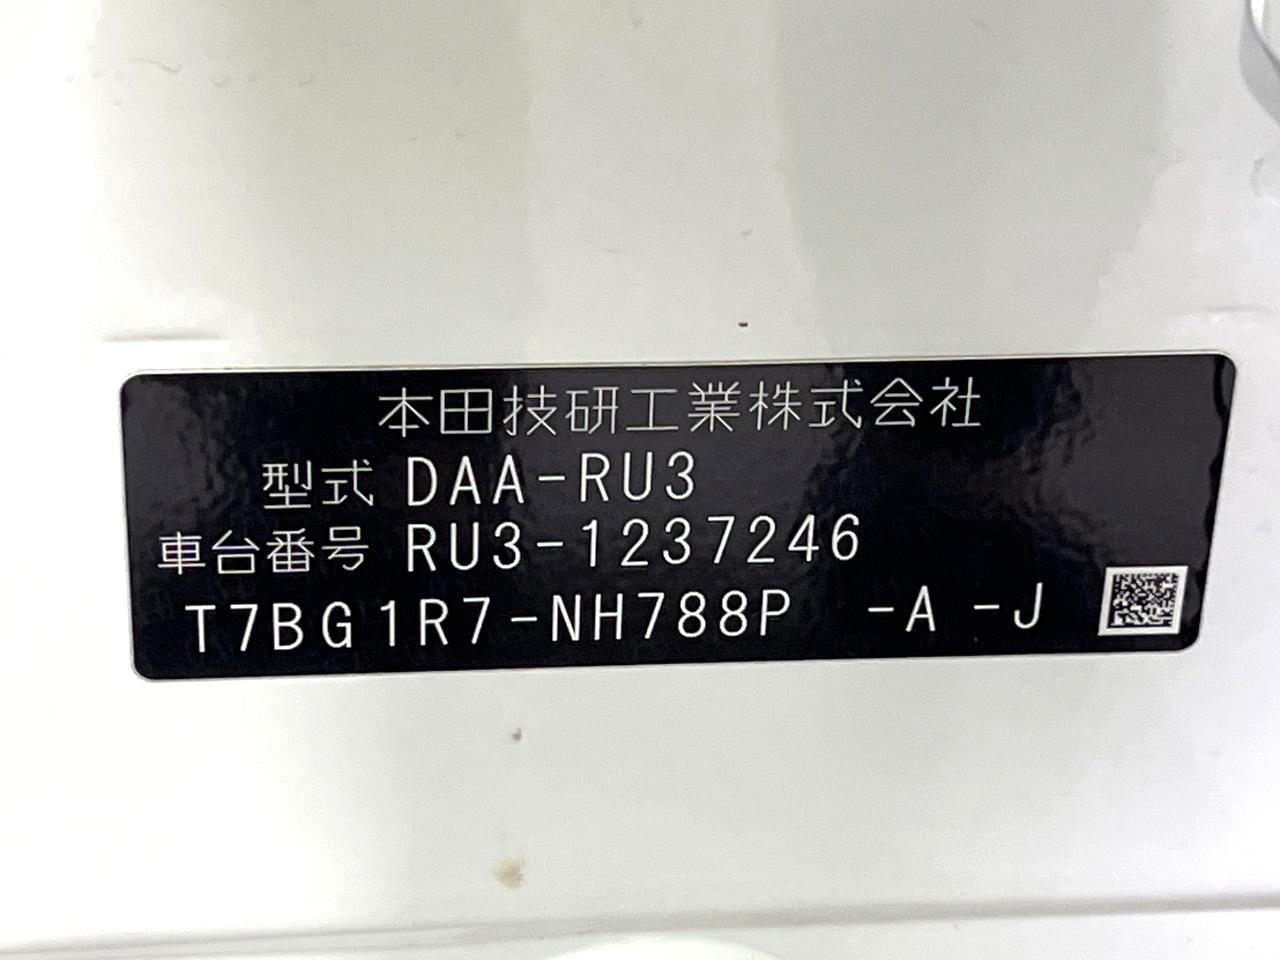 本田技研工業株式会社
型式 DAA-RU3
車台番号 RU3-1237246
T7BG1R7-NH788P -A -J